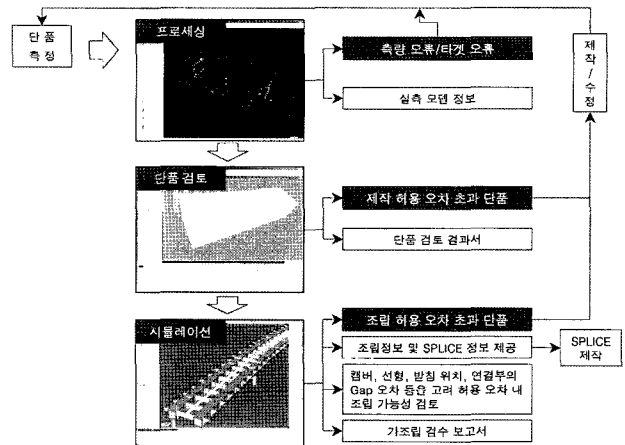 단 품
측 정
프로세싱
측량 오류/타겟 오류
실측 모덴 정보
제
작
/
수
정
단품 검토
제작 허용 오차 초과 단품
단품 검토 결과서
시뮬레이션
조립 허용 오차 초과 단품
조립정보 및 SPLICE 정보 제공
SPLICE
제작
캠버, 선형, 받침 위치, 연결부의
Gap 오차 등을 고려 허용 오차 내
조립 가능성 검토
가조립 검수 보고서